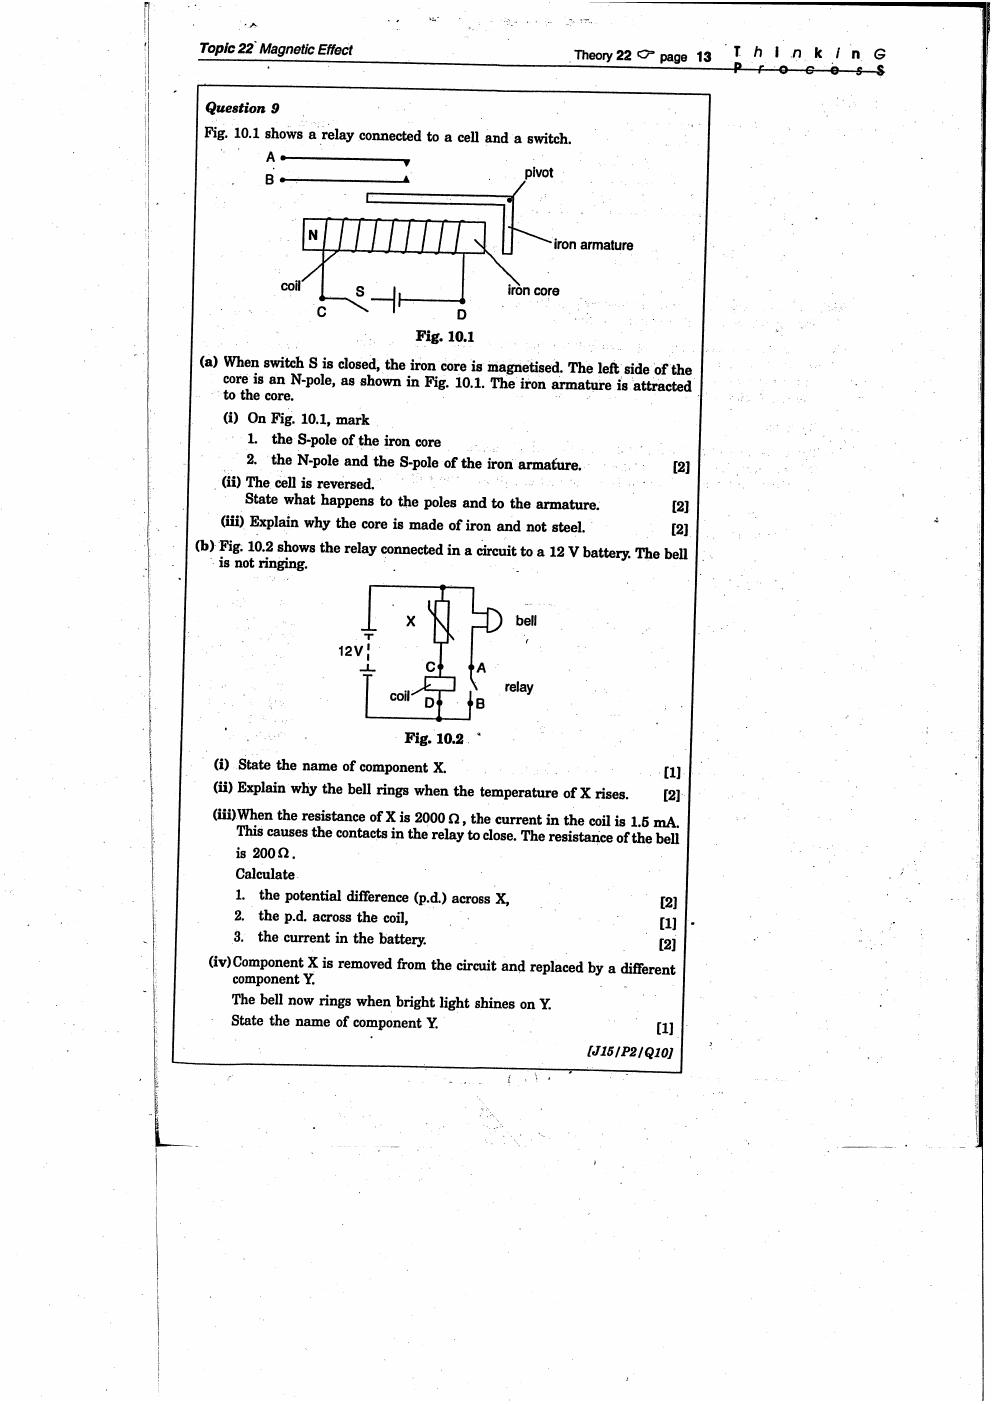 Topic 22 Magnetic Effect
Theory 22 ☞ page 13
T h I n k i n G
P r o c e s S
Question 9
Fig. 10.1 shows a relay connected to a cell and a switch.
A
B
pivot
N
iron armature
coil
S
iron core
C
D
Fig. 10.1
(a) When switch S is closed, the iron core is magnetised. The left side of the
core is an N-pole, as shown in Fig. 10.1. The iron armature is attracted
to the core.
(i) On Fig. 10.1, mark
1. the S-pole of the iron core
2. the N-pole and the S-pole of the iron armature. [2]
(ii) The cell is reversed.
State what happens to the poles and to the armature. [2]
(iii) Explain why the core is made of iron and not steel. [2]
(b) Fig. 10.2 shows the relay connected in a circuit to a 12 V battery. The bell
is not ringing.
X
bell
12V
C
A
coil
relay
D
B
Fig. 10.2
(i) State the name of component X. [1]
(ii) Explain why the bell rings when the temperature of X rises. [2]
(iii)When the resistance of X is 2000 Ω, the current in the coil is 1.5 mA.
This causes the contacts in the relay to close. The resistance of the bell
is 200 Ω.
Calculate
1. the potential difference (p.d.) across X, [2]
2. the p.d. across the coil, [1]
3. the current in the battery. [2]
(iv)Component X is removed from the circuit and replaced by a different
component Y.
The bell now rings when bright light shines on Y.
State the name of component Y. [1]
[J15/P2/Q10]